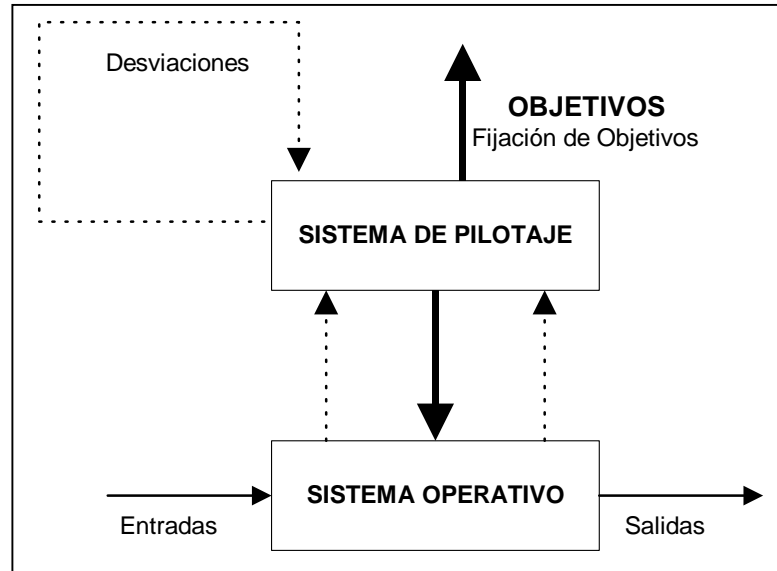 Desviaciones
OBJETIVOS
Fijación de Objetivos
SISTEMA DE PILOTAJE
SISTEMA OPERATIVO
Entradas
Salidas